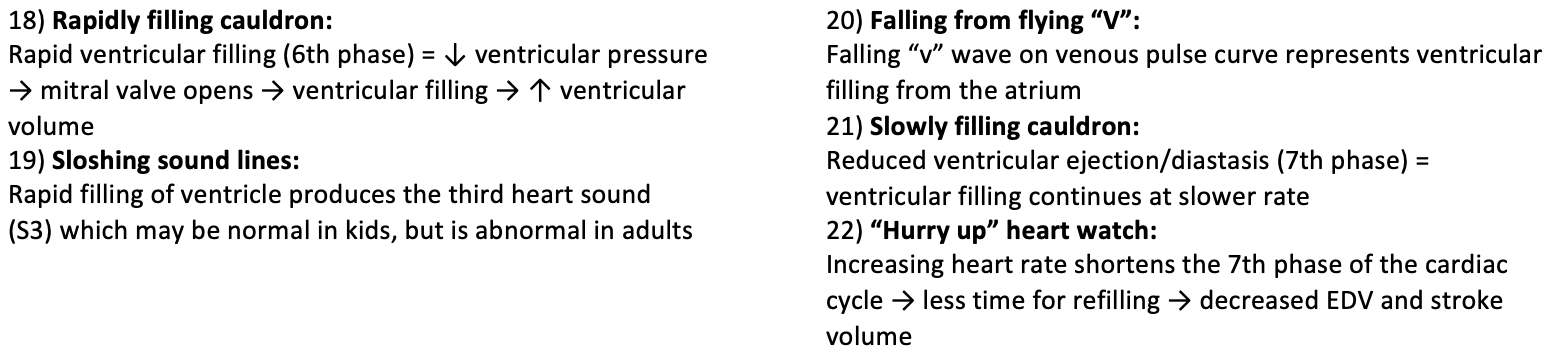 18) Rapidly filling cauldron:
Rapid ventricular filling (6th phase) = ↓ ventricular pressure
→ mitral valve opens → ventricular filling → ↑ ventricular
volume
19) Sloshing sound lines:
Rapid filling of ventricle produces the third heart sound
(S3) which may be normal in kids, but is abnormal in adults
20) Falling from flying “V”:
Falling “v” wave on venous pulse curve represents ventricular
filling from the atrium
21) Slowly filling cauldron:
Reduced ventricular ejection/diastasis (7th phase) =
ventricular filling continues at slower rate
22) “Hurry up” heart watch:
Increasing heart rate shortens the 7th phase of the cardiac
cycle → less time for refilling → decreased EDV and stroke
volume